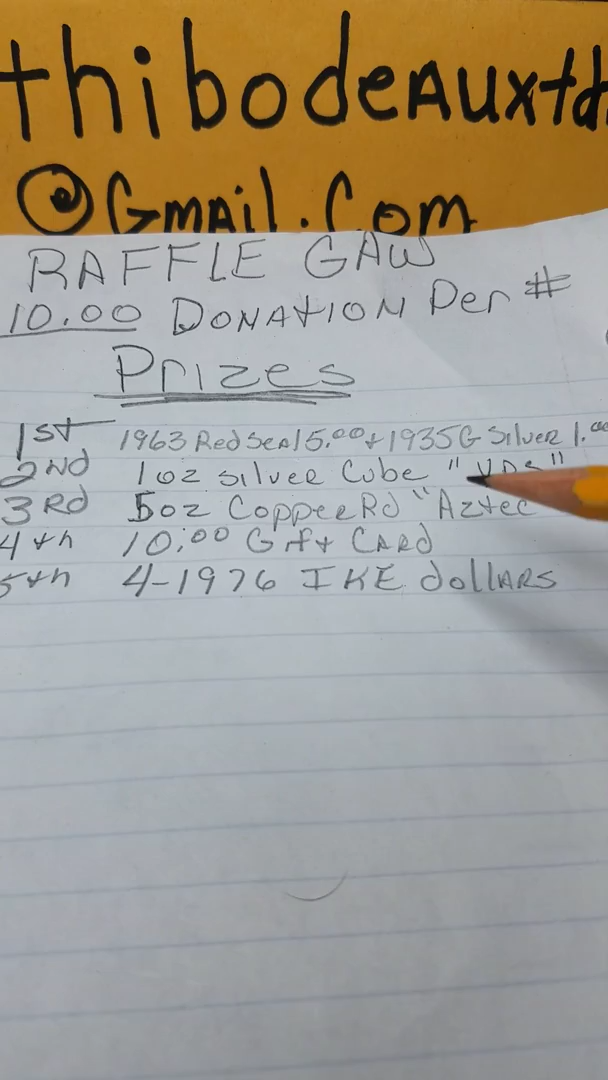 thibodeAuxtd
@GMAil.Com
RAFFLE GAW
10.00 DONAtION Per #
Prizes
1ST 1963 Red SeAl 5.00 + 1935G Silver 1.00
2ND 1oz silver Cube
3Rd 5oz CoppeeRd "Aztec"
4th 10.00 Gift CARd
5th 4-1976 IKE dollARS